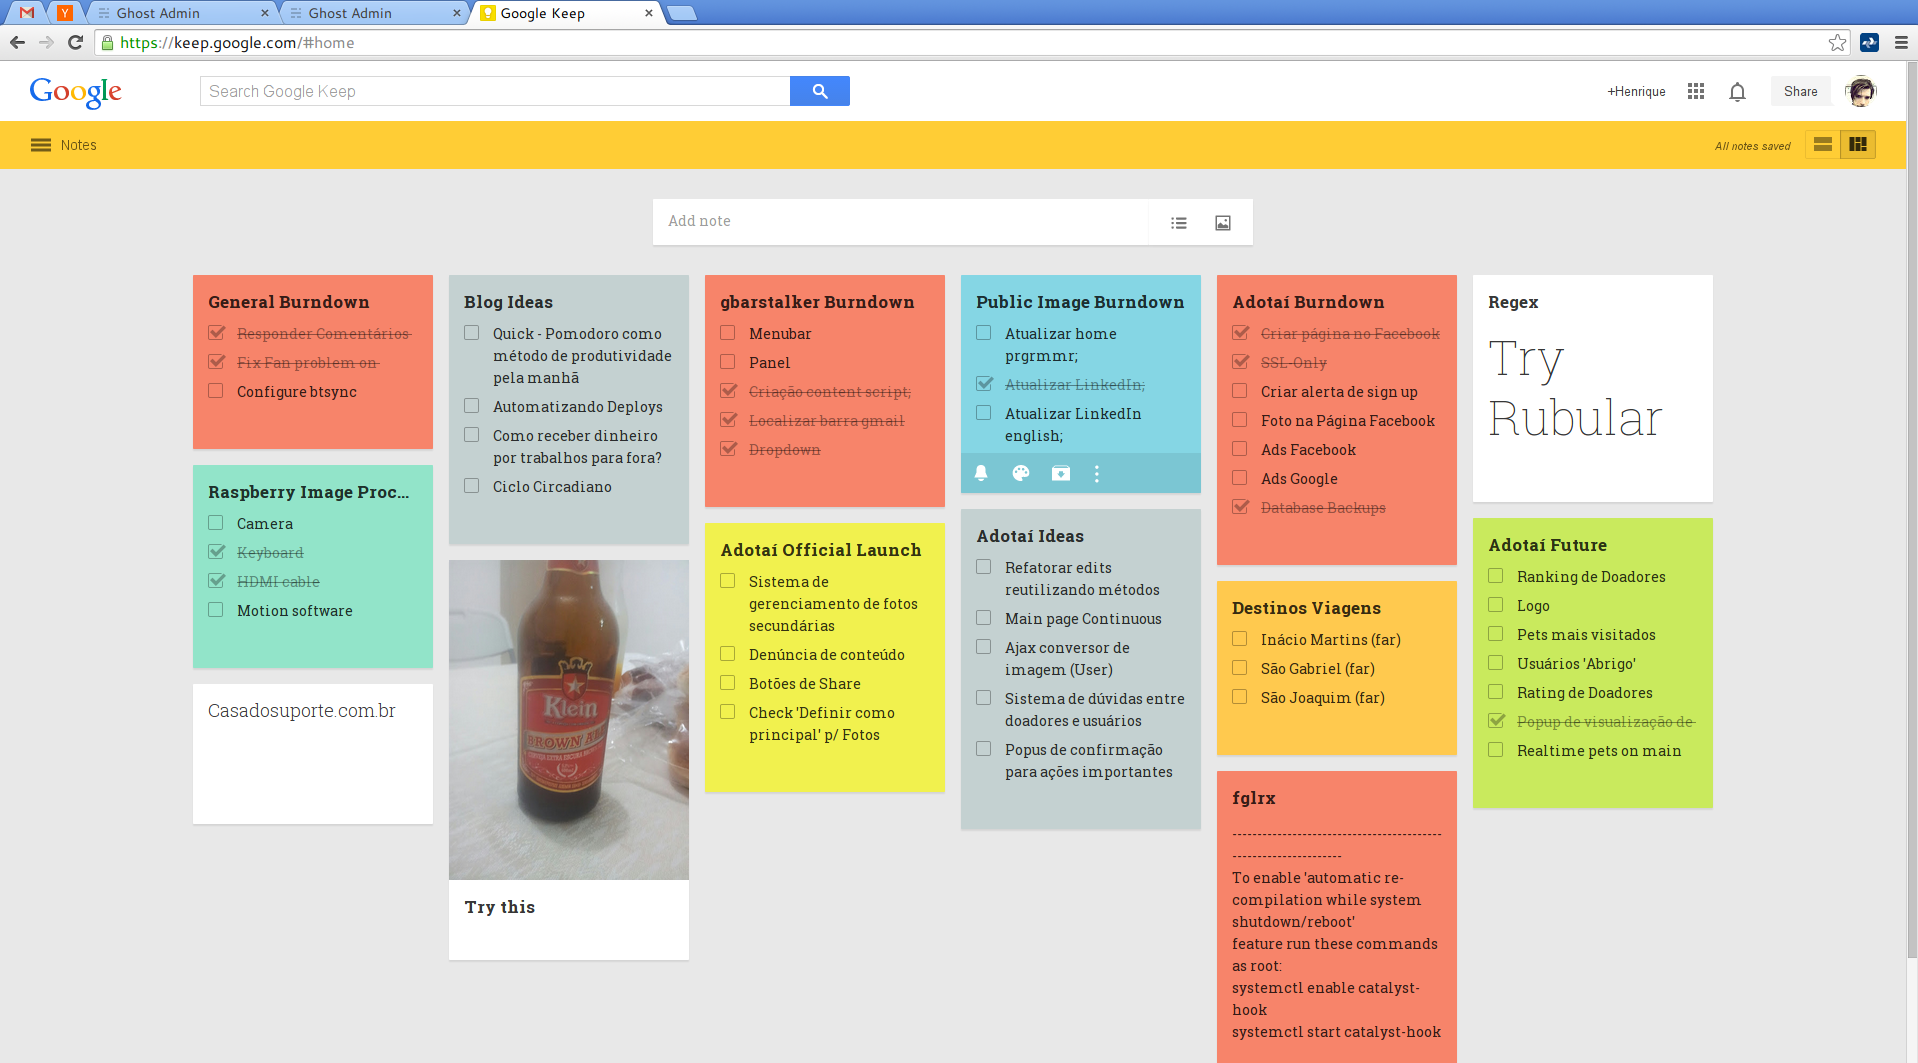 Ghost Admin
Ghost Admin
Google Keep
https://keep.google.com/#home
Google
Search Google Keep
+Henrique
Share
Notes
All notes saved
Add note
General Burndown
Responder Comentários
Fix Fan problem on
Configure btsync
Raspberry Image Proc...
Camera
Keyboard
HDMI cable
Motion software
Casadosuporte.com.br
Blog Ideas
Quick - Pomodoro como
método de produtividade
pela manhã
Automatizando Deploys
Como receber dinheiro
por trabalhos para fora?
Ciclo Circadiano
Klein
BROWN ALE
Try this
gbarstalker Burndown
Menubar
Panel
Criação content script;
Localizar barra gmail
Dropdown
Adotaí Official Launch
Sistema de
gerenciamento de fotos
secundárias
Denúncia de conteúdo
Botões de Share
Check 'Definir como
principal' p/ Fotos
Public Image Burndown
Atualizar home
prgrmmr;
Atualizar LinkedIn;
Atualizar LinkedIn
english;
Adotaí Ideas
Refatorar edits
reutilizando métodos
Main page Continuous
Ajax conversor de
imagem (User)
Sistema de dúvidas entre
doadores e usuários
Popus de confirmação
para ações importantes
Adotaí Burndown
Criar página no Facebook
SSL-Only
Criar alerta de sign up
Foto na Página Facebook
Ads Facebook
Ads Google
Database Backups
Destinos Viagens
Inácio Martins (far)
São Gabriel (far)
São Joaquim (far)
fglrx
------------------------------------------
----------------------
To enable 'automatic re-
compilation while system
shutdown/reboot'
feature run these commands
as root:
systemctl enable catalyst-
hook
systemctl start catalyst-hook
Regex
Try
Rubular
Adotaí Future
Ranking de Doadores
Logo
Pets mais visitados
Usuários 'Abrigo'
Rating de Doadores
Popup de visualização de
Realtime pets on main